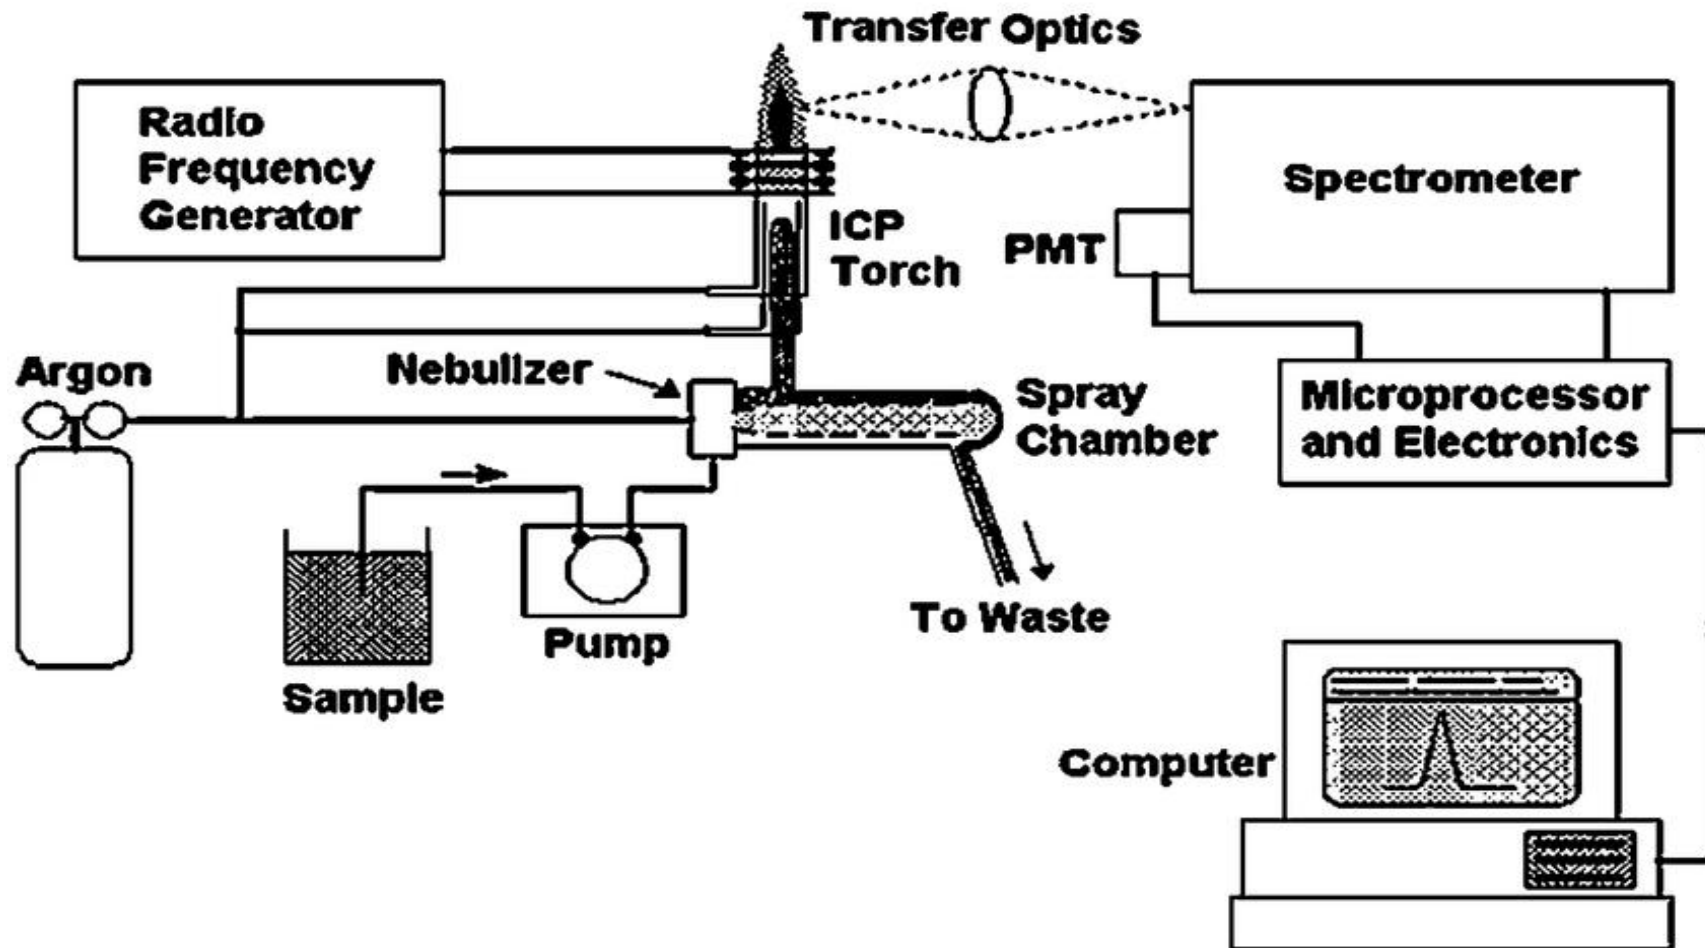 Transfer Optics
Radio
Frequency
Generator
Spectrometer
ICP
Torch
PMT
Argon
Nebulizer
Spray
Chamber
Microprocessor
and Electronics
To Waste
Pump
Sample
Computer